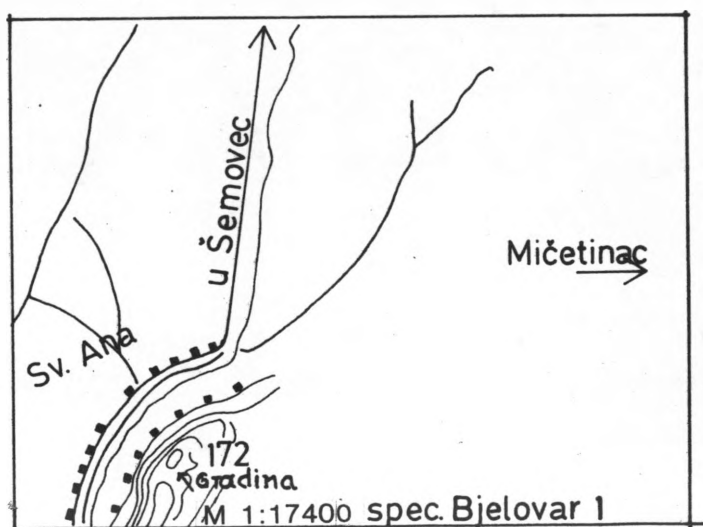 u Šemovec
Mičetinac
Sv. Ana
172
Gradina
M 1:17400 spec. Bjelovar 1